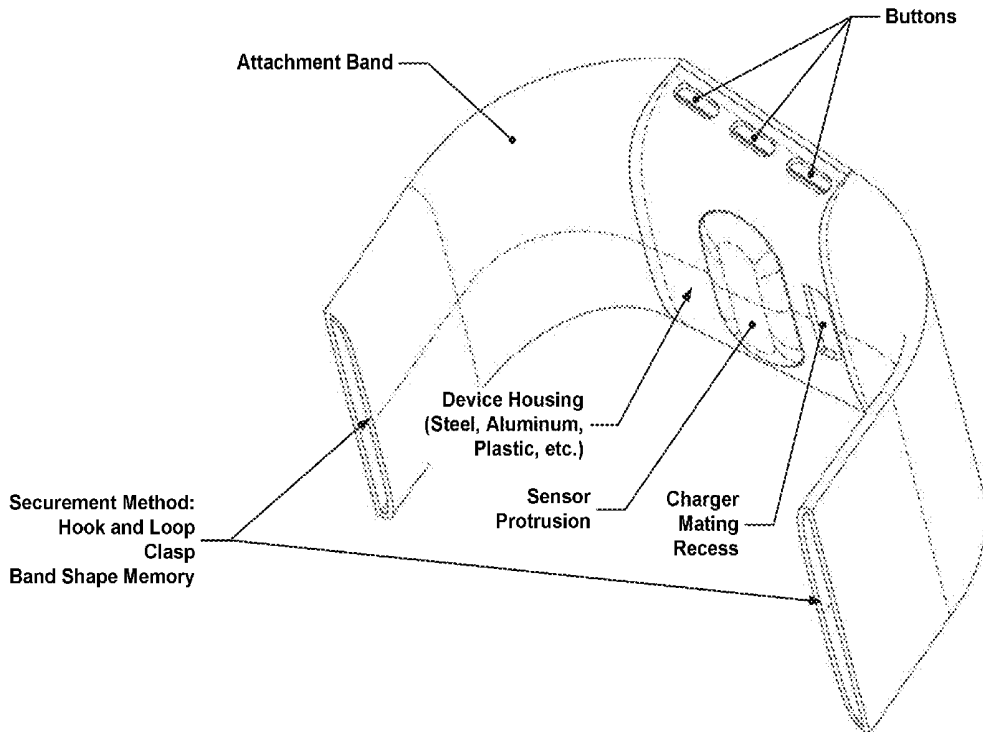 Buttons
Attachment Band
Device Housing
(Steel, Aluminum,
Plastic, etc.)
Sensor
Protrusion
Charger
Mating
Recess
Securement Method:
Hook and Loop
Clasp
Band Shape Memory